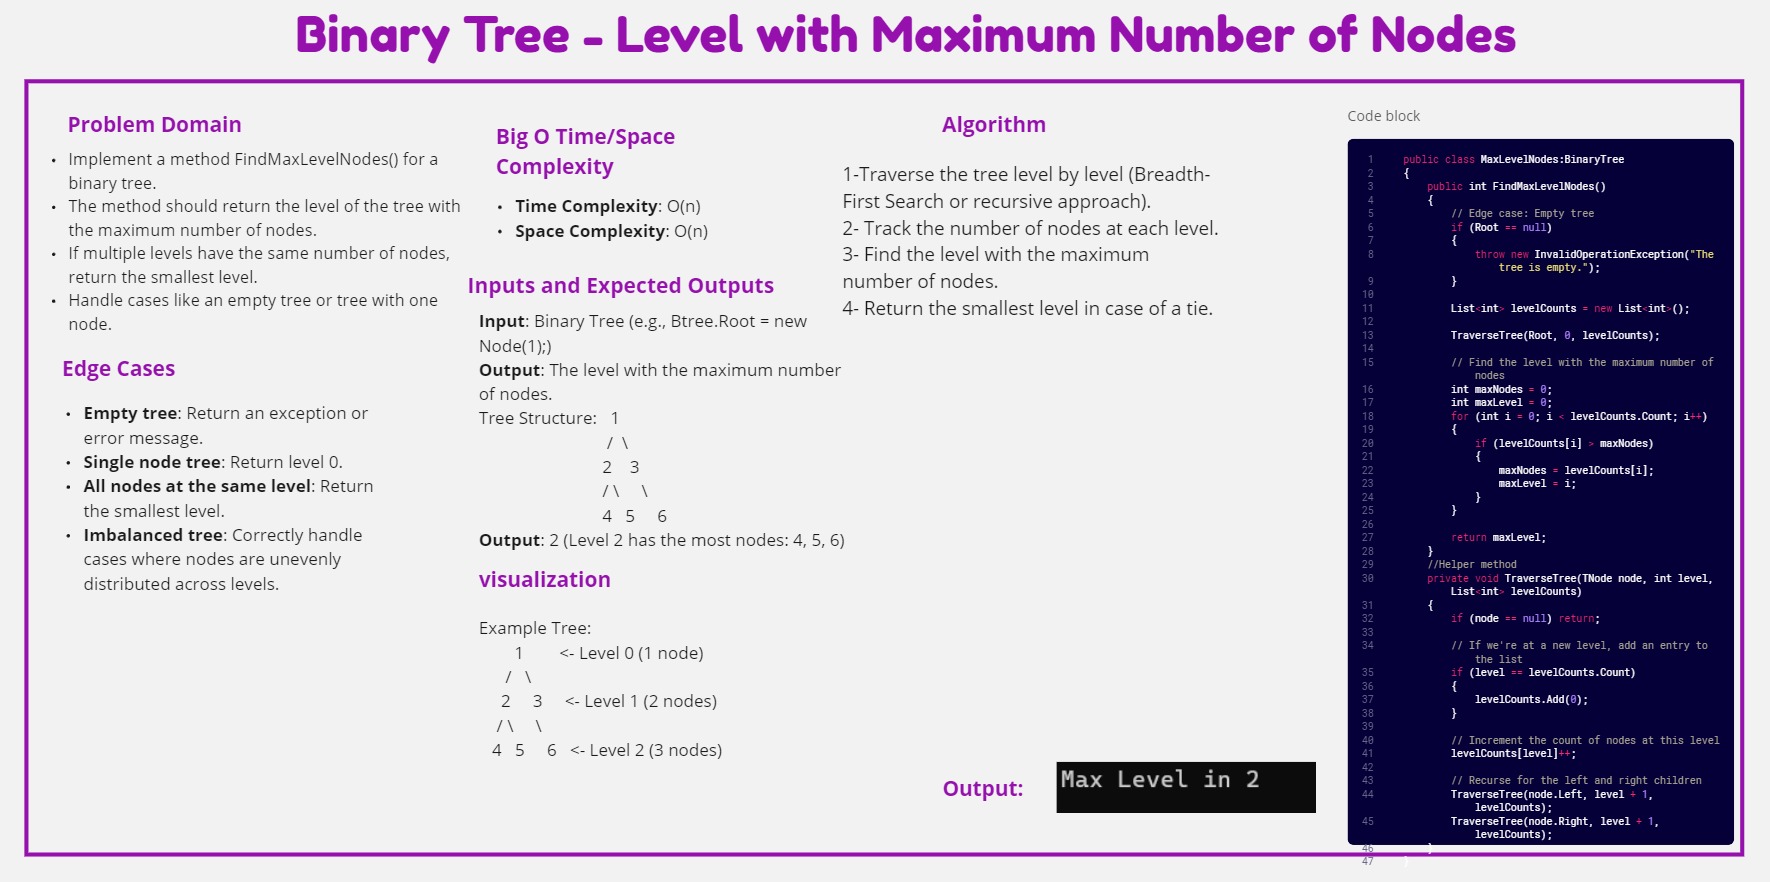 Binary Tree - Level with Maximum Number of Nodes
Problem Domain
• Implement a method FindMaxLevelNodes() for a
binary tree.
• The method should return the level of the tree with
the maximum number of nodes.
• If multiple levels have the same number of nodes,
return the smallest level.
• Handle cases like an empty tree or tree with one
node.
Edge Cases
• Empty tree: Return an exception or
error message.
• Single node tree: Return level 0.
• All nodes at the same level: Return
the smallest level.
• Imbalanced tree: Correctly handle
cases where nodes are unevenly
distributed across levels.
Big O Time/Space
Complexity
• Time Complexity: O(n)
• Space Complexity: O(n)
Inputs and Expected Outputs
Input: Binary Tree (e.g., Btree.Root = new
Node(1);)
Output: The level with the maximum number
of nodes.
Tree Structure:   1
/ \
2    3
/ \     \
4   5     6
Output: 2 (Level 2 has the most nodes: 4, 5, 6)
visualization
Example Tree:
1        <- Level 0 (1 node)
/   \
2     3     <- Level 1 (2 nodes)
/ \     \
4   5     6   <- Level 2 (3 nodes)
Algorithm
1-Traverse the tree level by level (Breadth-
First Search or recursive approach).
2- Track the number of nodes at each level.
3- Find the level with the maximum
number of nodes.
4- Return the smallest level in case of a tie.
Output:
Max Level in 2
Code block
1 public class MaxLevelNodes:BinaryTree
2 {
3 public int FindMaxLevelNodes()
4 {
5 // Edge case: Empty tree
6 if (Root == null)
7 {
8 throw new InvalidOperationException("The
tree is empty.");
9 }
10
11 List<int> levelCounts = new List<int>();
12
13 TraverseTree(Root, 0, levelCounts);
14
15 // Find the level with the maximum number of
nodes
16 int maxNodes = 0;
17 int maxLevel = 0;
18 for (int i = 0; i < levelCounts.Count; i++)
19 {
20 if (levelCounts[i] > maxNodes)
21 {
22 maxNodes = levelCounts[i];
23 maxLevel = i;
24 }
25 }
26
27 return maxLevel;
28 }
29 //Helper method
30 private void TraverseTree(TNode node, int level,
List<int> levelCounts)
31 {
32 if (node == null) return;
33
34 // If we're at a new level, add an entry to
the list
35 if (level == levelCounts.Count)
36 {
37 levelCounts.Add(0);
38 }
39
40 // Increment the count of nodes at this level
41 levelCounts[level]++;
42
43 // Recurse for the left and right children
44 TraverseTree(node.Left, level + 1,
levelCounts);
45 TraverseTree(node.Right, level + 1,
levelCounts);
46 }
47 }